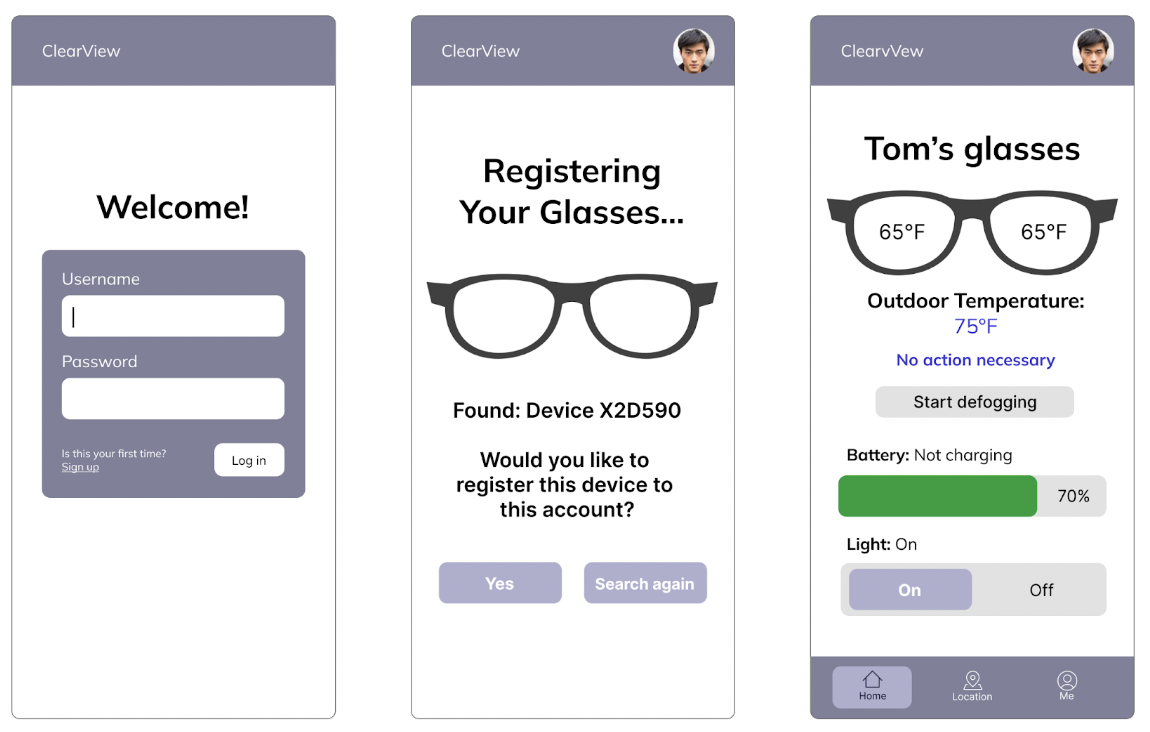 ClearView
Welcome!
Username
Password
Is this your first time?
Sign up
Log in
ClearView
Registering
Your Glasses...
Found: Device X2D590
Would you like to
register this device to
this account?
Yes
Search again
ClearvVew
Tom’s glasses
65°F
65°F
Outdoor Temperature:
75°F
No action necessary
Start defogging
Battery: Not charging
70%
Light: On
On
Off
Home
Location
Me